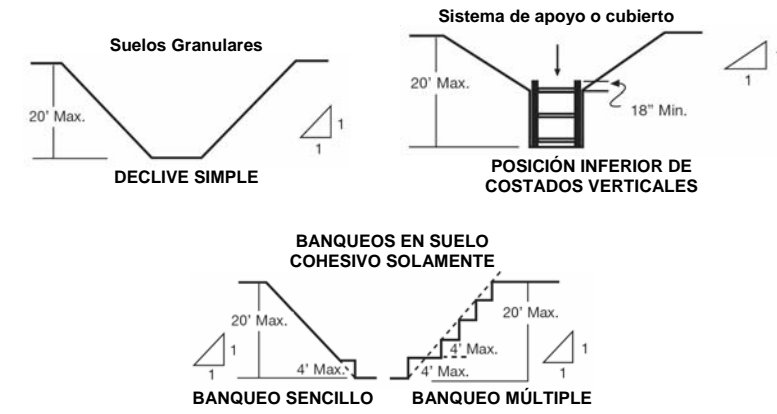 Sistema de apoyo o cubierto
Suelos Granulares
20' Max.
1
1
DECLIVE SIMPLE
20' Max.
18" Min.
1
POSICIÓN INFERIOR DE
COSTADOS VERTICALES
BANQUEOS EN SUELO
COHESIVO SOLAMENTE
20' Max.
1
1
4' Max.
BANQUEO SENCILLO
20' Max.
4' Max.
4' Max.
1
1
BANQUEO MÚLTIPLE